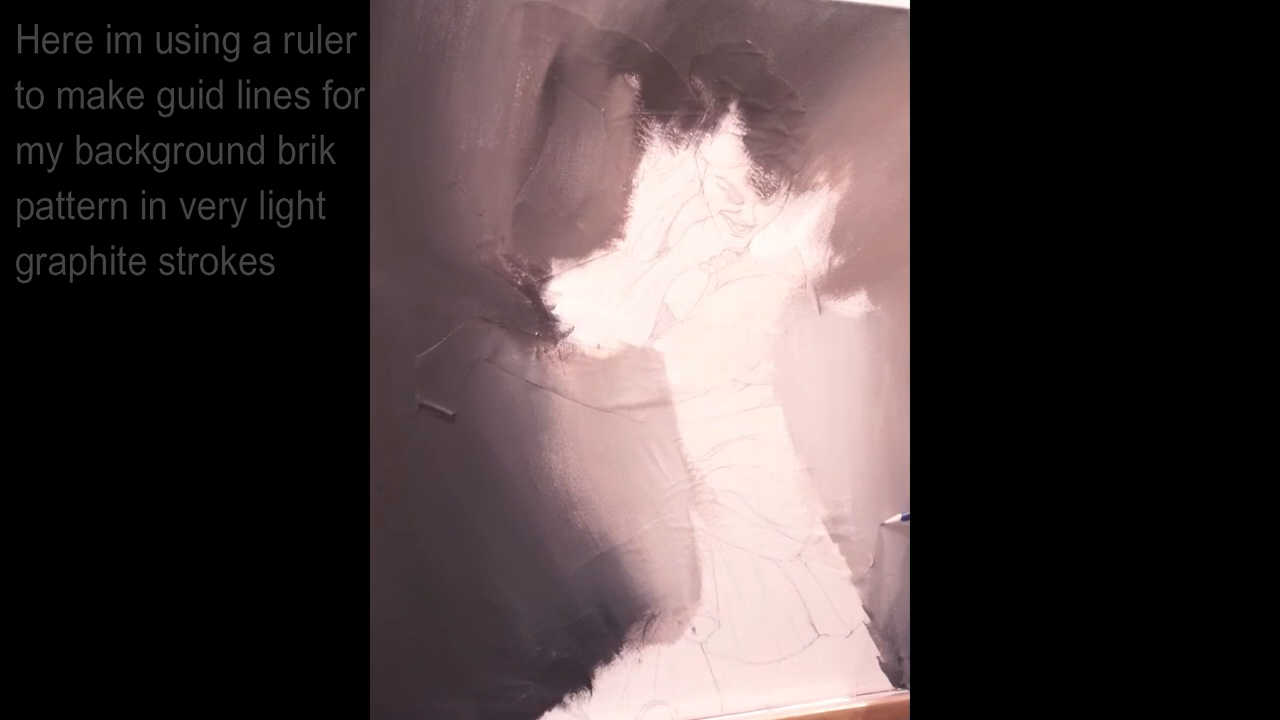 Here im using a ruler
to make guid lines for
my background brik
pattern in very light
graphite strokes